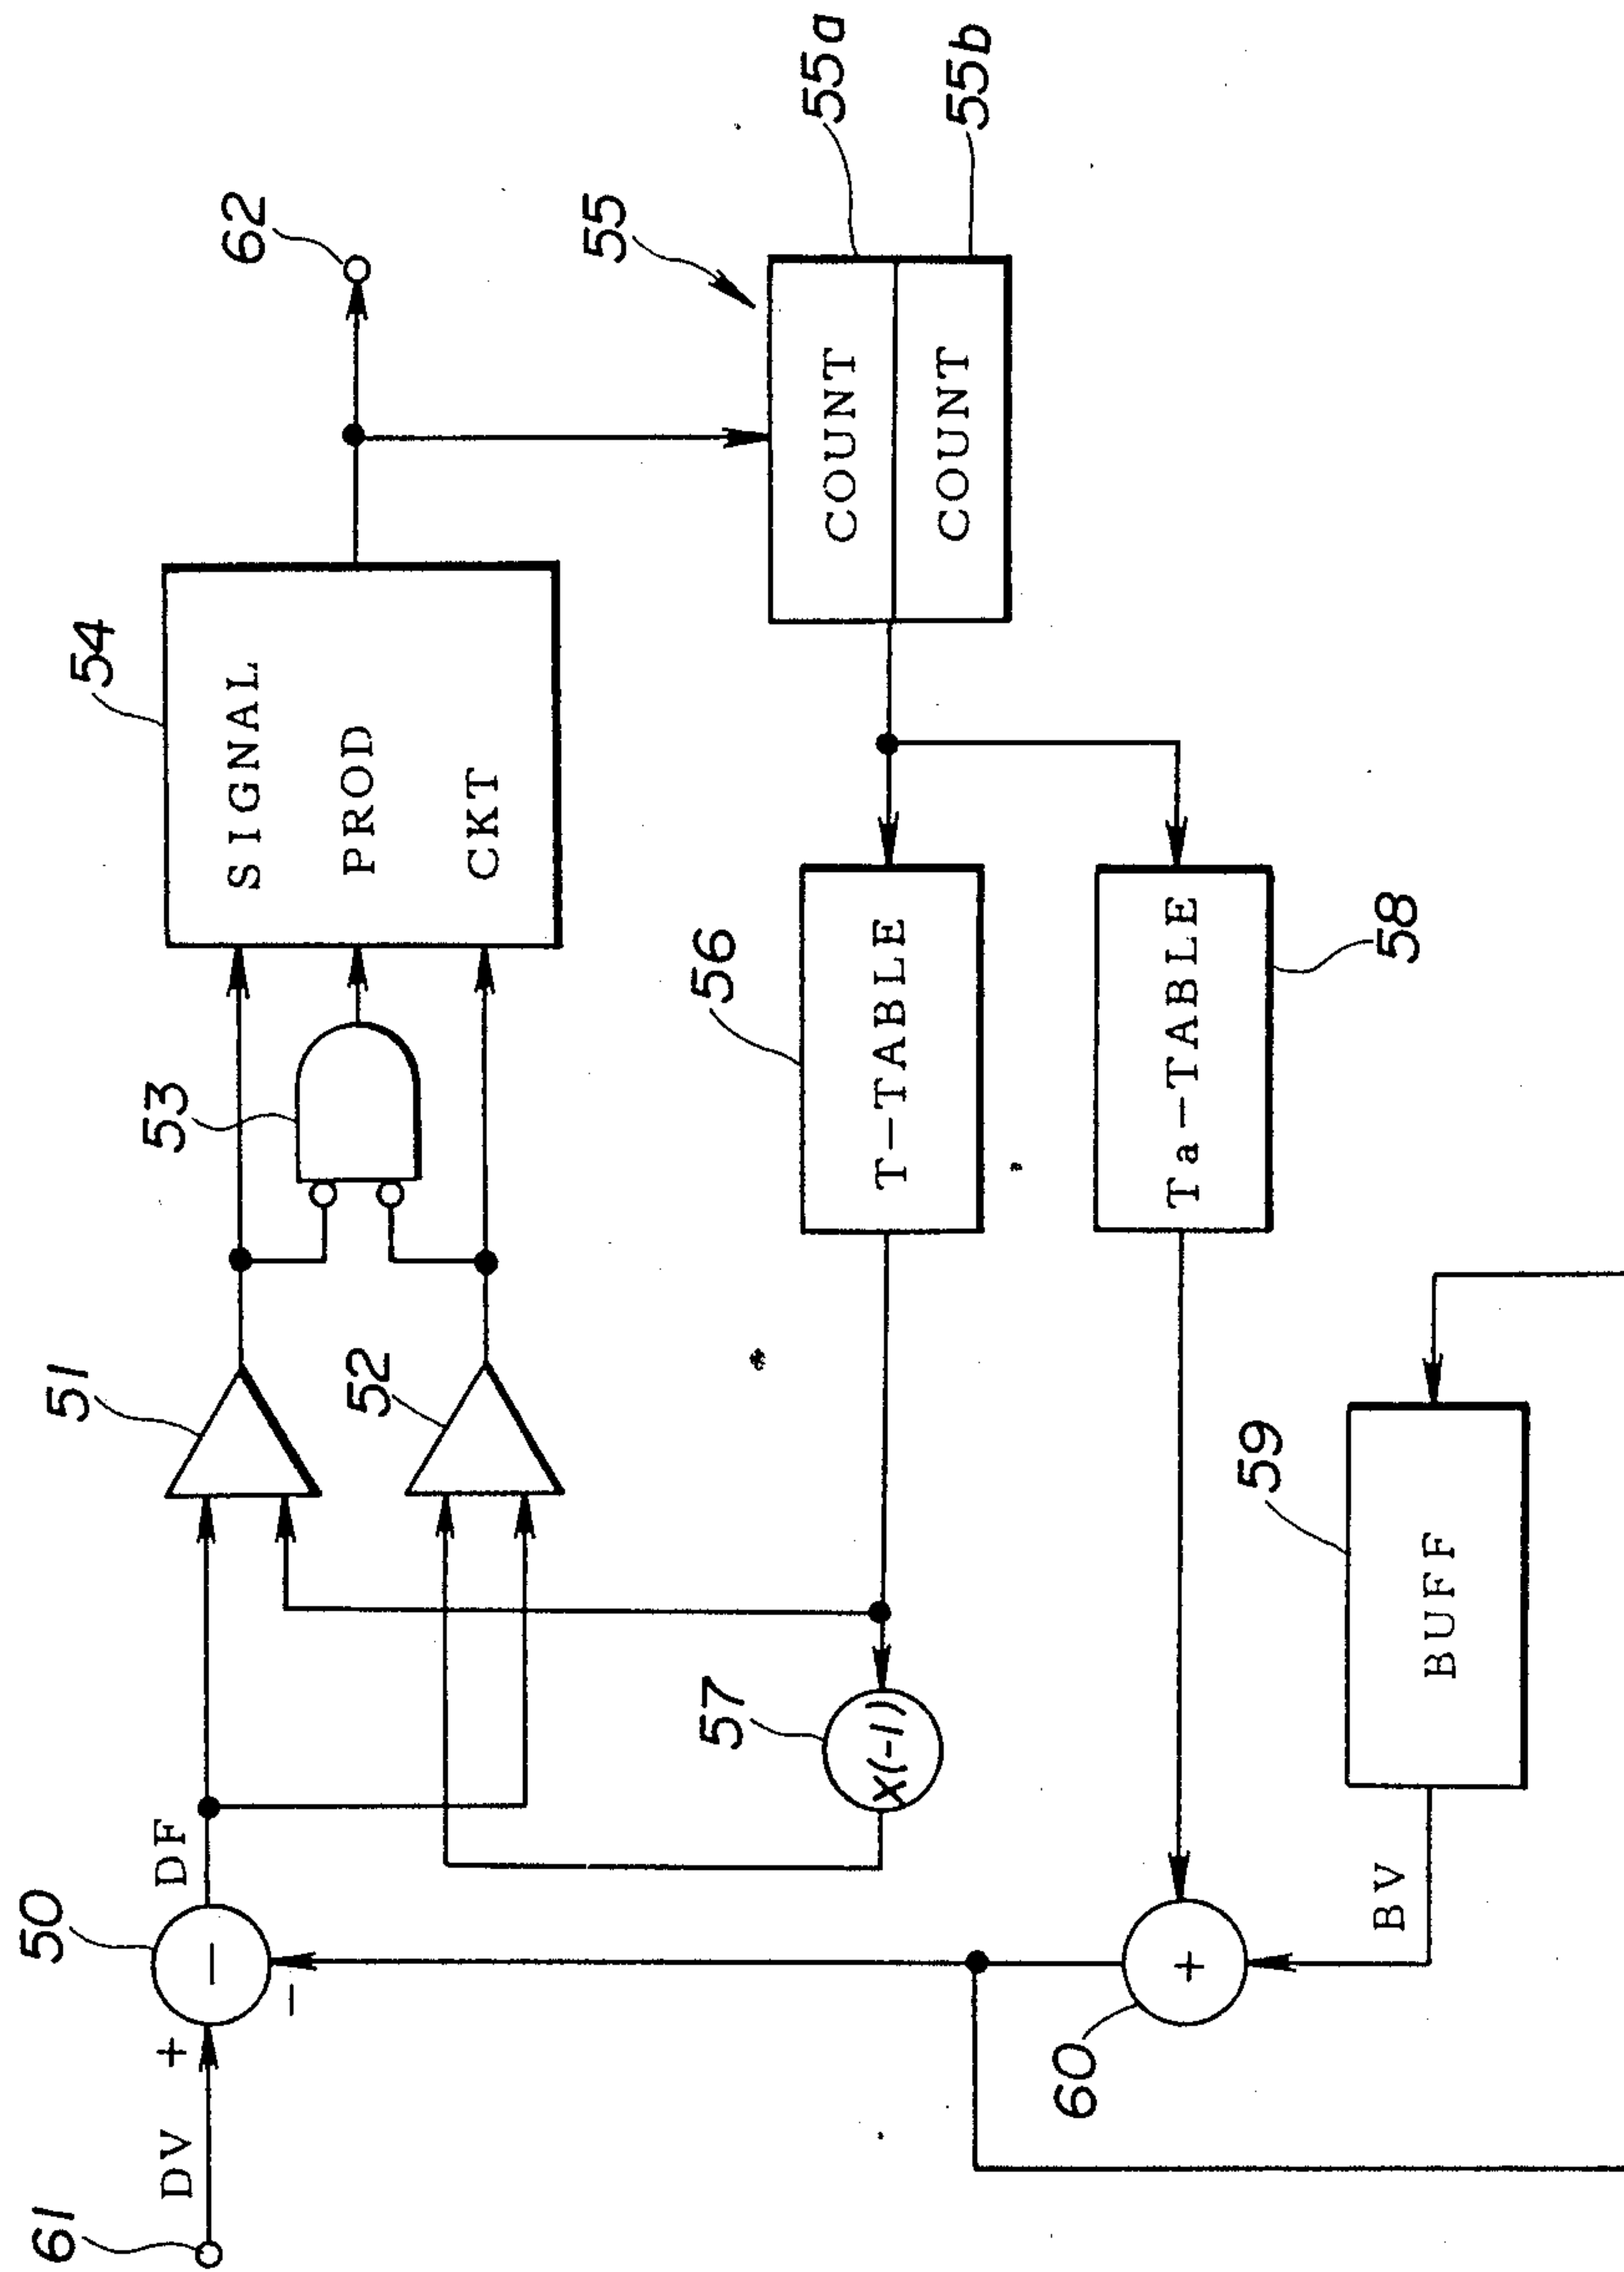 61
DV
+
50
−
−
DF
51
52
53
54
SIGNAL
PROD
CKT
62
55
COUNT
COUNT
55a
55b
57
x(-1)
56
T-TABLE
58
Ta-TABLE
60
+
BV
59
BUFF